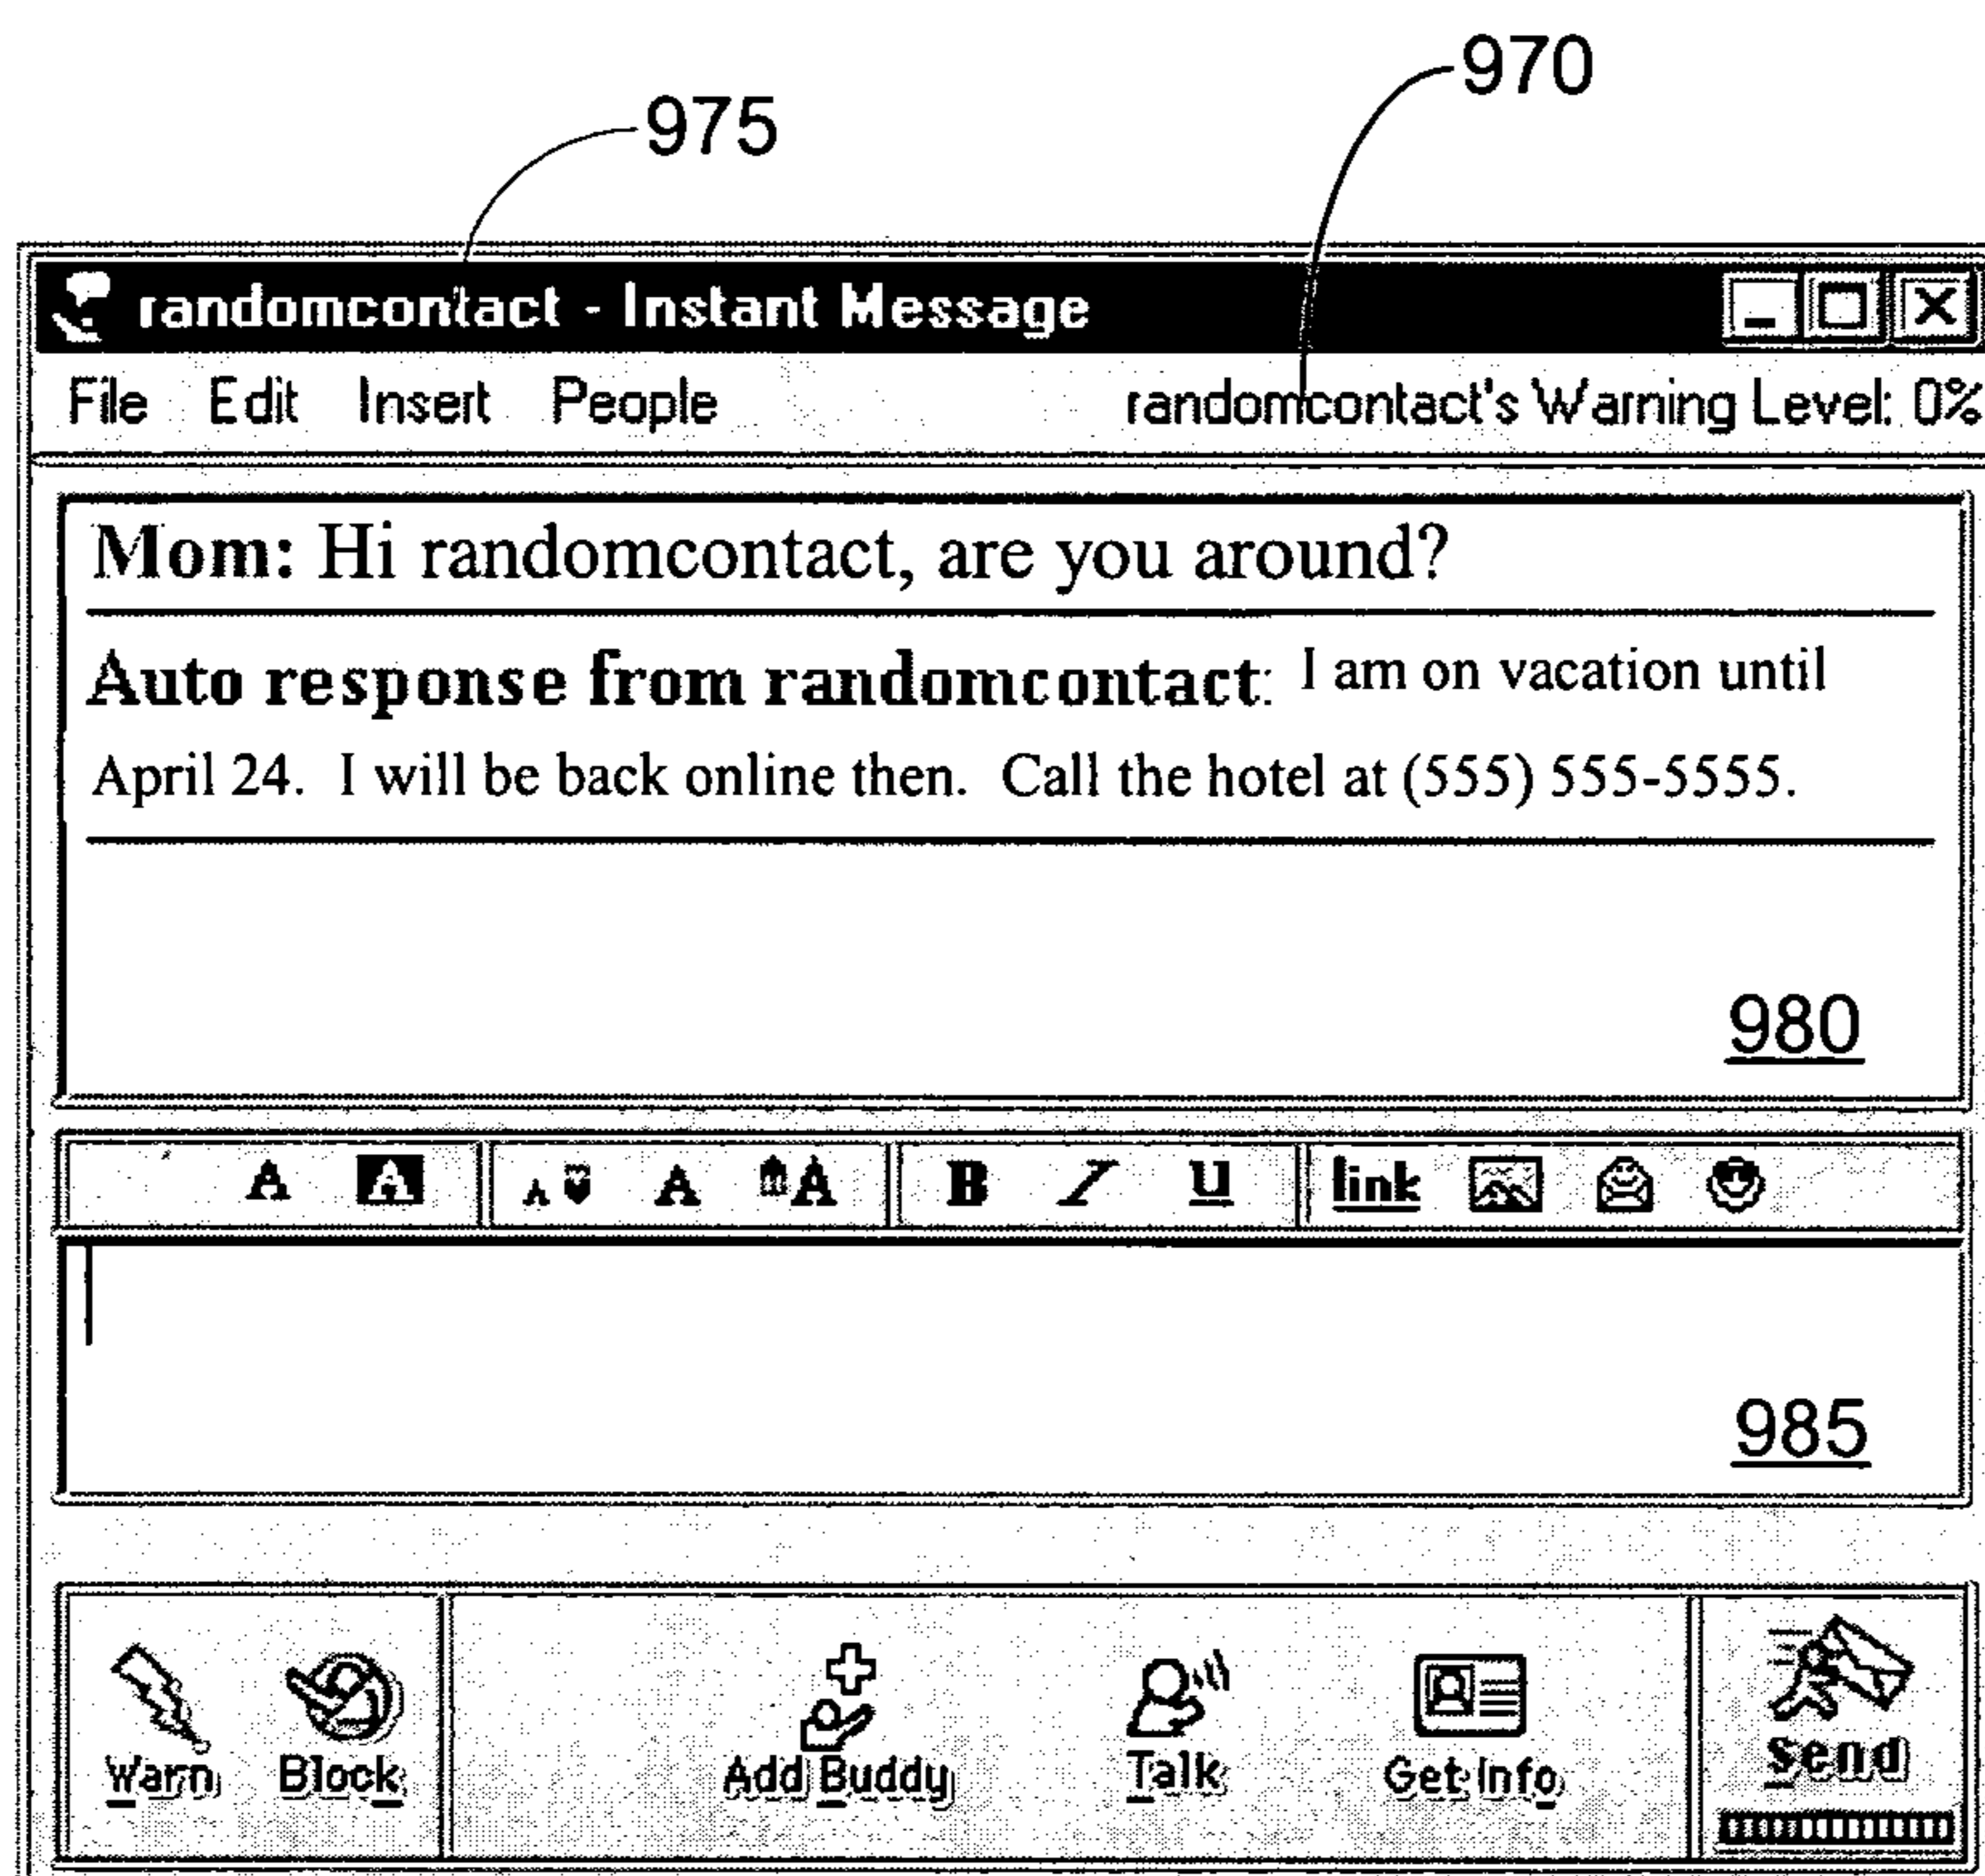 970
975
randomcontact - Instant Message
File Edit Insert People randomcontact's Warning Level: 0%
Mom: Hi randomcontact, are you around?
Auto response from randomcontact: I am on vacation until
April 24. I will be back online then. Call the hotel at (555) 555-5555.
980
A A A A A B I U link
985
Warn Block Add Buddy Talk Get Info Send